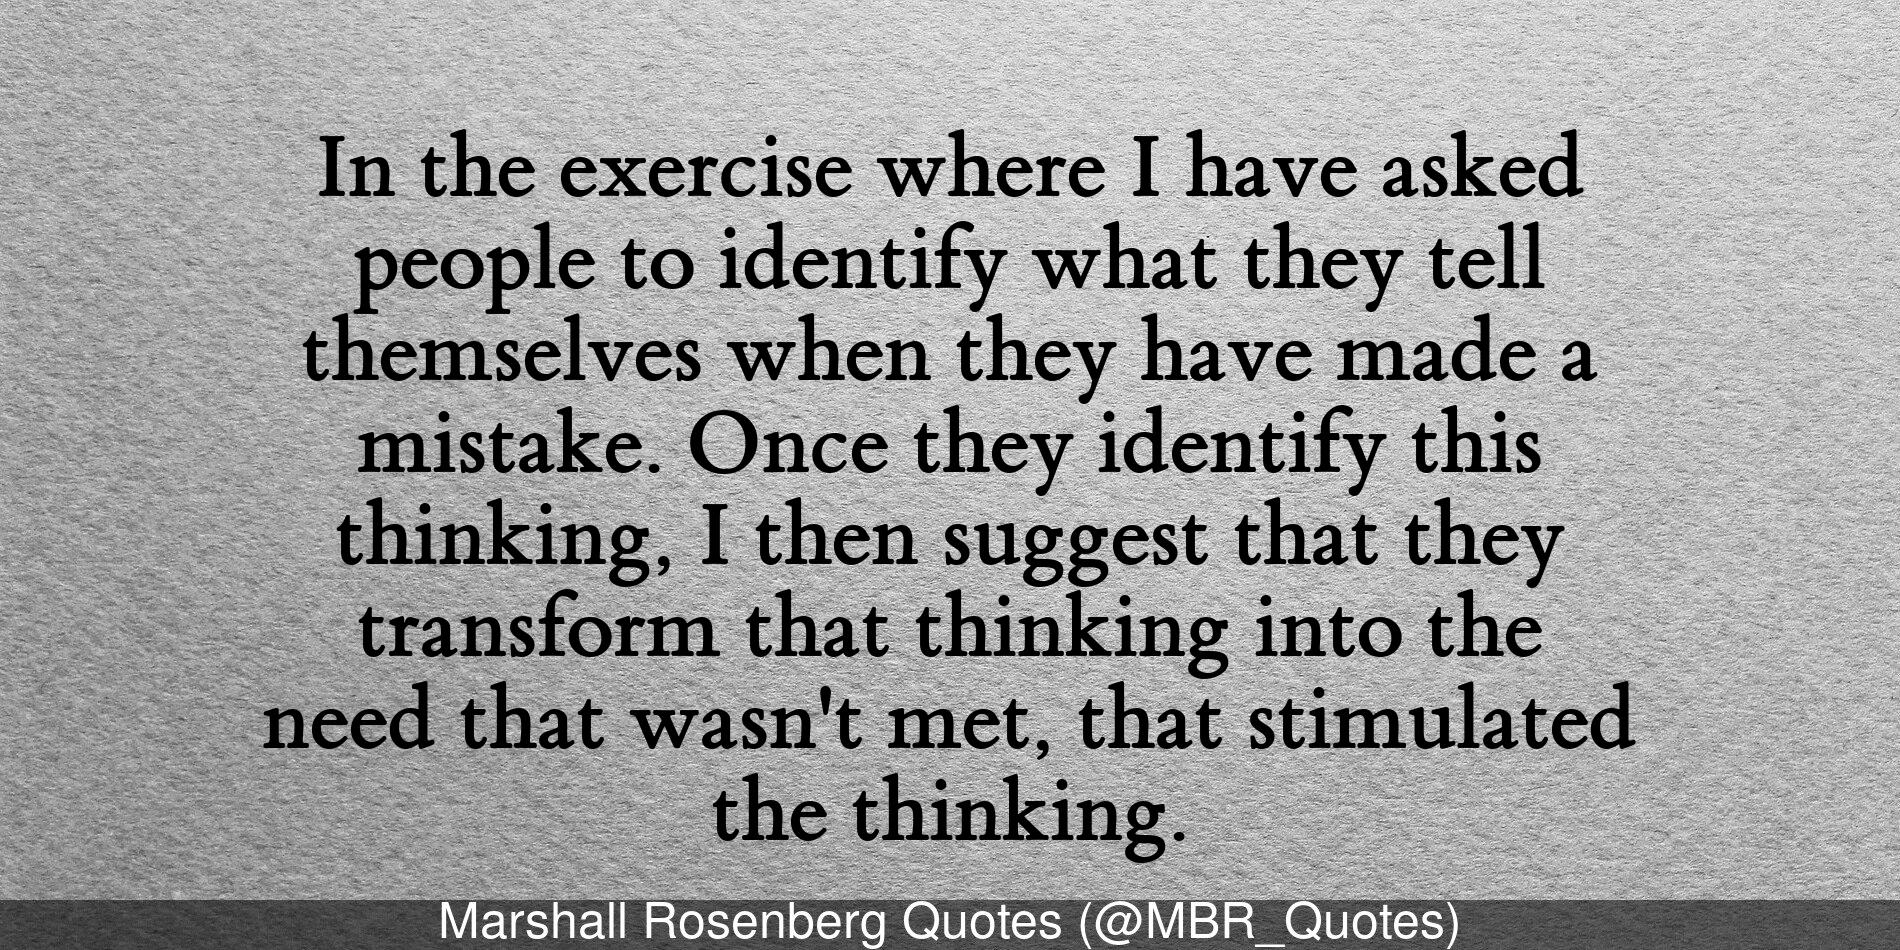 In the exercise where I have asked
people to identify what they tell
themselves when they have made a
mistake. Once they identify this
thinking, I then suggest that they
transform that thinking into the
need that wasn't met, that stimulated
the thinking.
Marshall Rosenberg Quotes (@MBR_Quotes)